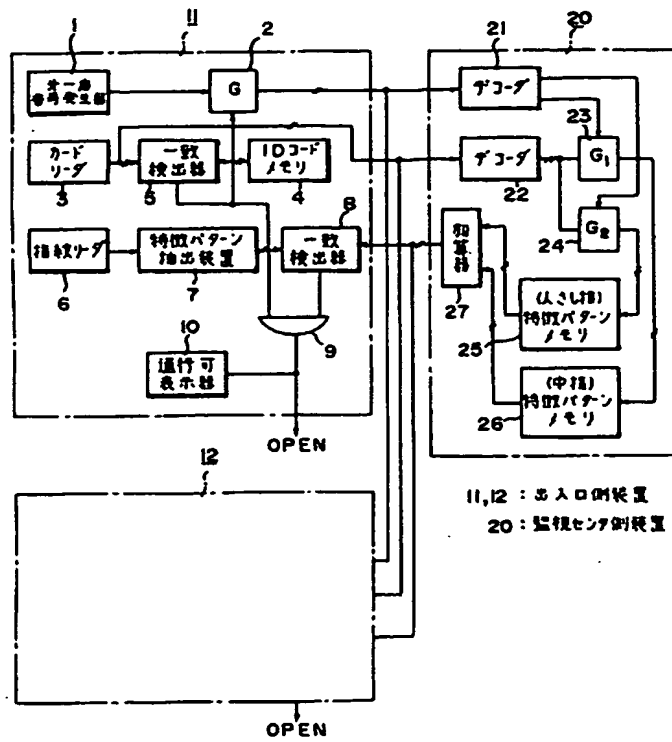 11
20
1
2
21
番号発生部
G
デコーダ
23
カードリーダ
一致検出器
IDコードメモリ
デコーダ
G1
3
5
4
22
8
24
G2
指紋リーダ
特徴パターン抽出装置
一致検出器
加算器
6
7
27
(人さし指)特徴パターンメモリ
25
9
10
通行可表示器
(中指)特徴パターンメモリ
26
OPEN
12
11,12 : 出入口側装置
20 : 監視センタ側装置
OPEN